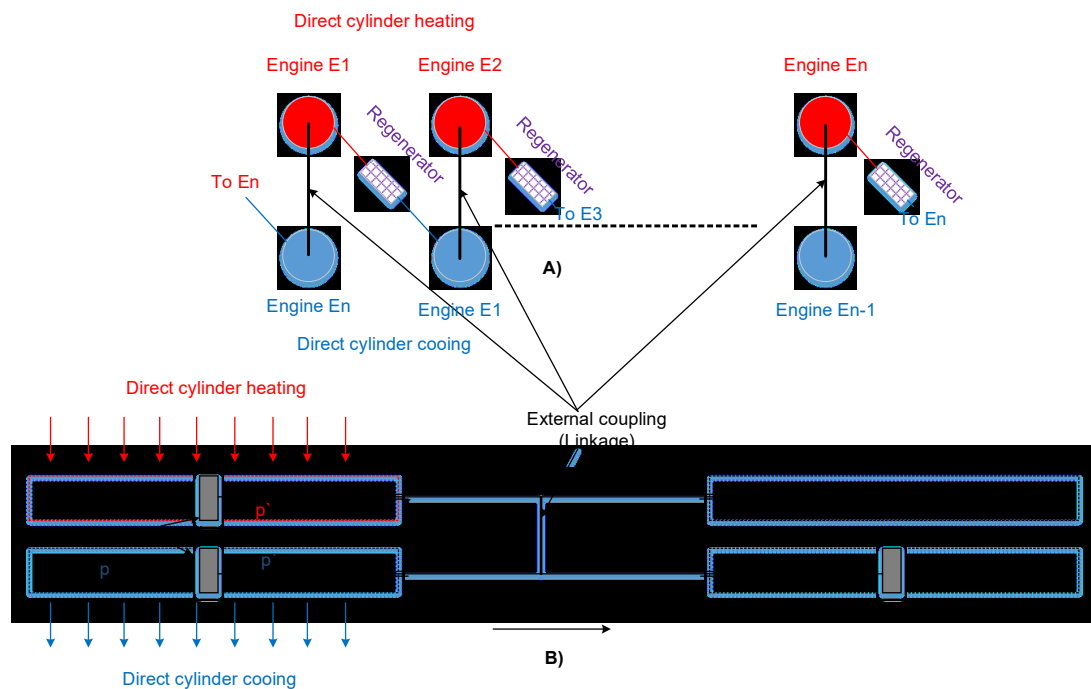 Direct cylinder heating
Engine E1
Engine E2
Engine En
Regenerator
Regenerator
Regenerator
To En
To E3
To En
A)
Engine En
Engine E1
Engine En-1
Direct cylinder cooing
Direct cylinder heating
External coupling
(Linkage)
p`
p
p
B)
Direct cylinder cooing